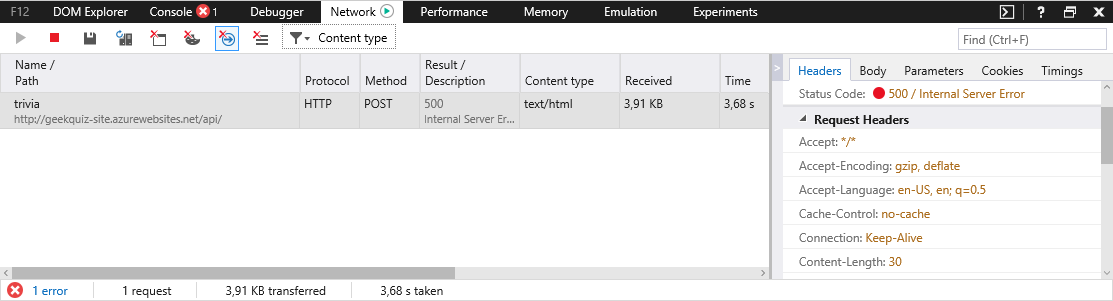 F12 DOM Explorer Console 1 Debugger Network Performance Memory Emulation Experiments ?
Content type Find (Ctrl+F)
Name / Path Protocol Method Result / Description Content type Received Time
trivia HTTP POST 500 text/html 3,91 KB 3,68 s
http://geekquiz-site.azurewebsites.net/api/ Internal Server Er...
Headers Body Parameters Cookies Timings
Status Code: 500 / Internal Server Error
Request Headers
Accept: */*
Accept-Encoding: gzip, deflate
Accept-Language: en-US, en; q=0.5
Cache-Control: no-cache
Connection: Keep-Alive
Content-Length: 30
1 error 1 request 3,91 KB transferred 3,68 s taken